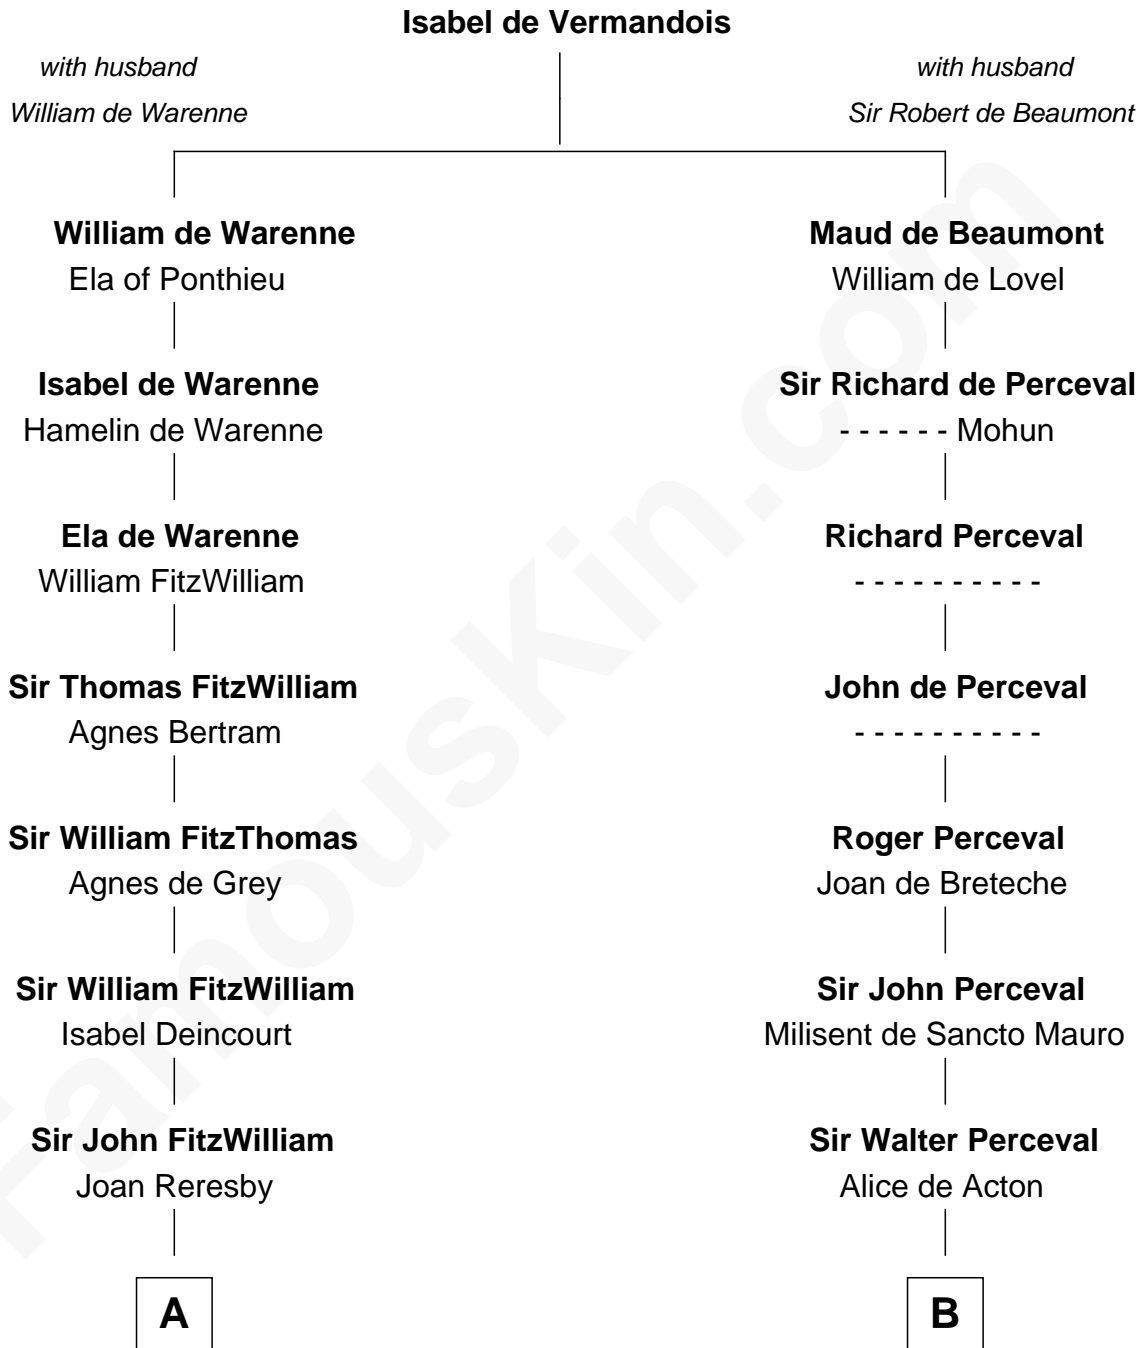 Isabel de Vermandois
with husband
William de Warenne
with husband
Sir Robert de Beaumont
William de Warenne
Ela of Ponthieu
Maud de Beaumont
William de Lovel
Isabel de Warenne
Hamelin de Warenne
Sir Richard de Perceval
- - - - - - Mohun
Ela de Warenne
William FitzWilliam
Richard Perceval
- - - - - - - - - -
Sir Thomas FitzWilliam
Agnes Bertram
John de Perceval
- - - - - - - - - -
Sir William FitzThomas
Agnes de Grey
Roger Perceval
Joan de Breteche
Sir William FitzWilliam
Isabel Deincourt
Sir John Perceval
Milisent de Sancto Mauro
Sir John FitzWilliam
Joan Reresby
Sir Walter Perceval
Alice de Acton
A
B
FamousKin.com